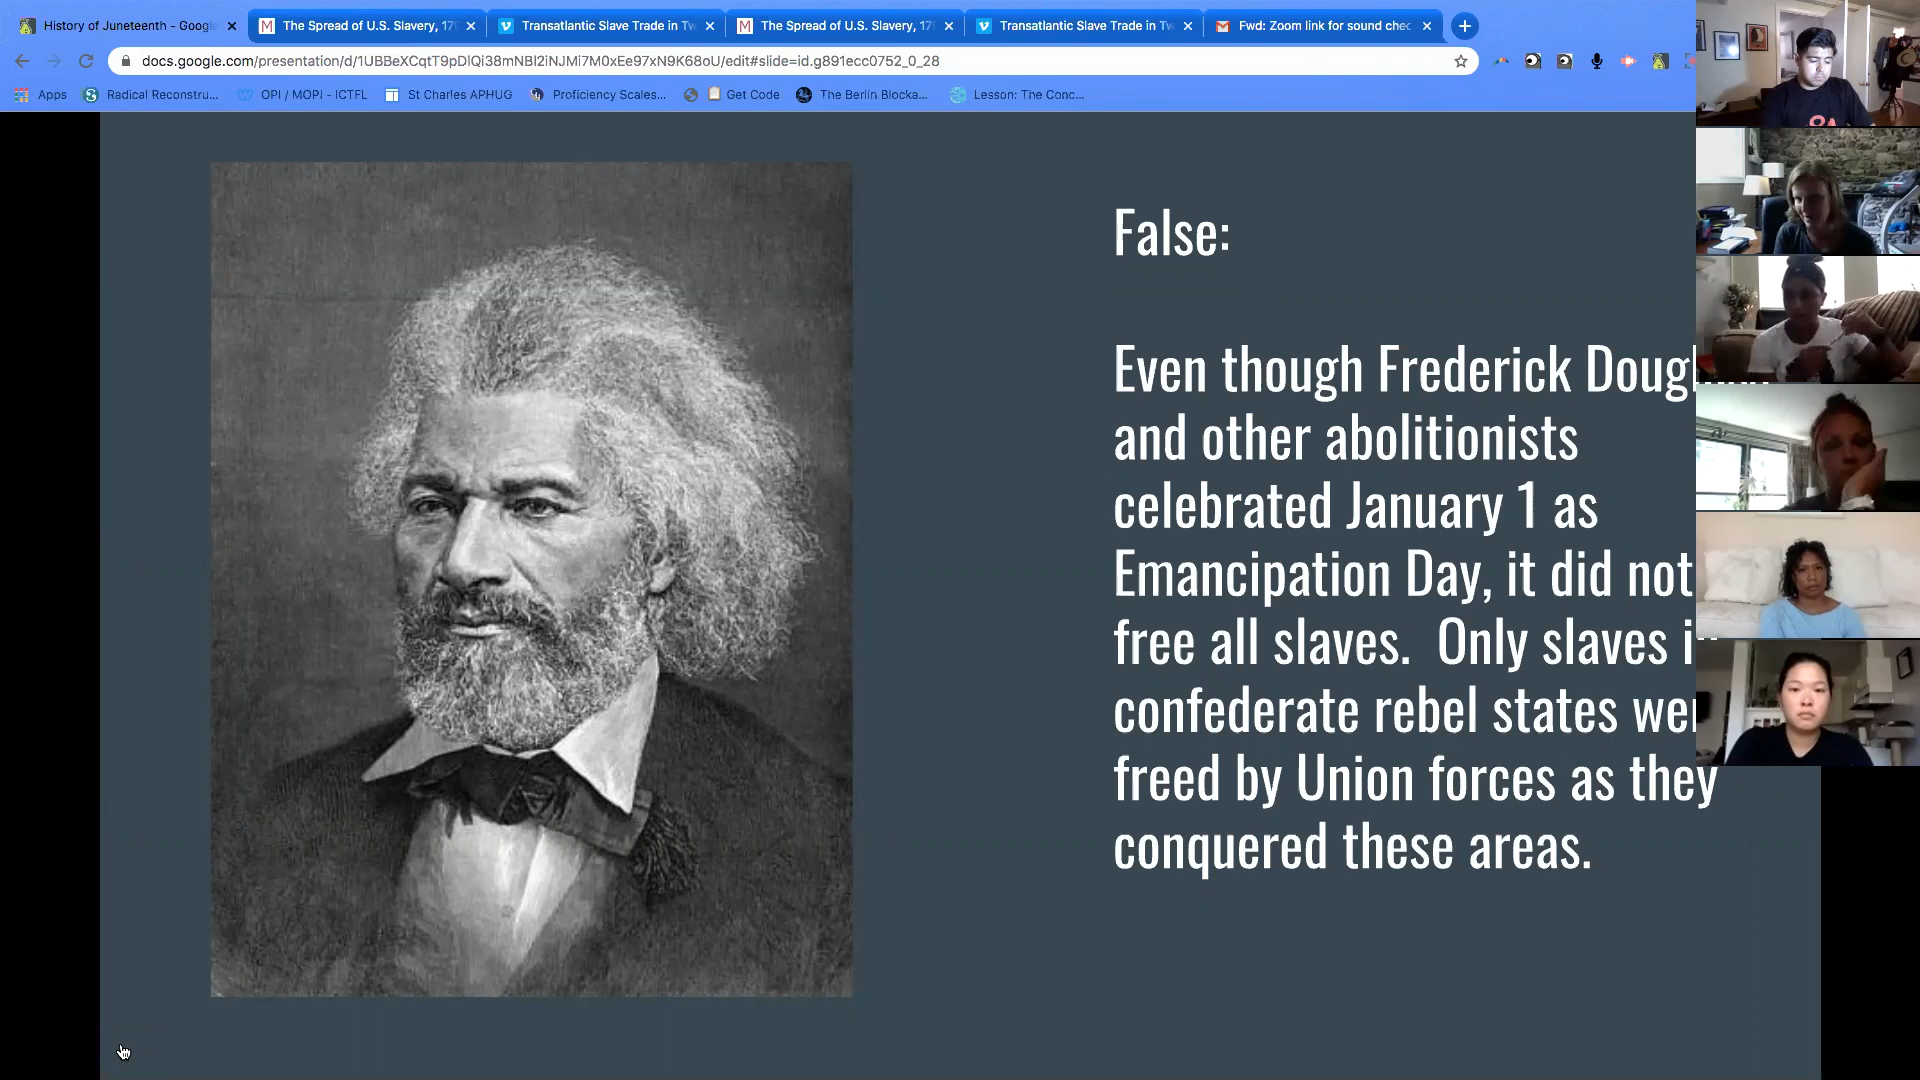 History of Juneteenth - Google
The Spread of U.S. Slavery, 179
Transatlantic Slave Trade in Tw
The Spread of U.S. Slavery, 179
Transatlantic Slave Trade in Tw
Fwd: Zoom link for sound chec
docs.google.com/presentation/d/1UBBeXCqtT9pDlQi38mNBl2iNJMi7M0xEe97xN9K68oU/edit#slide=id.g891ecc0752_0_28
Apps
Radical Reconstru...
OPI / MOPI - ICTFL
St Charles APHUG
Proficiency Scales...
Get Code
The Berlin Blocka...
Lesson: The Conc...
False:
Even though Frederick Doug
and other abolitionists
celebrated January 1 as
Emancipation Day, it did not
free all slaves. Only slaves i
confederate rebel states we
freed by Union forces as they
conquered these areas.